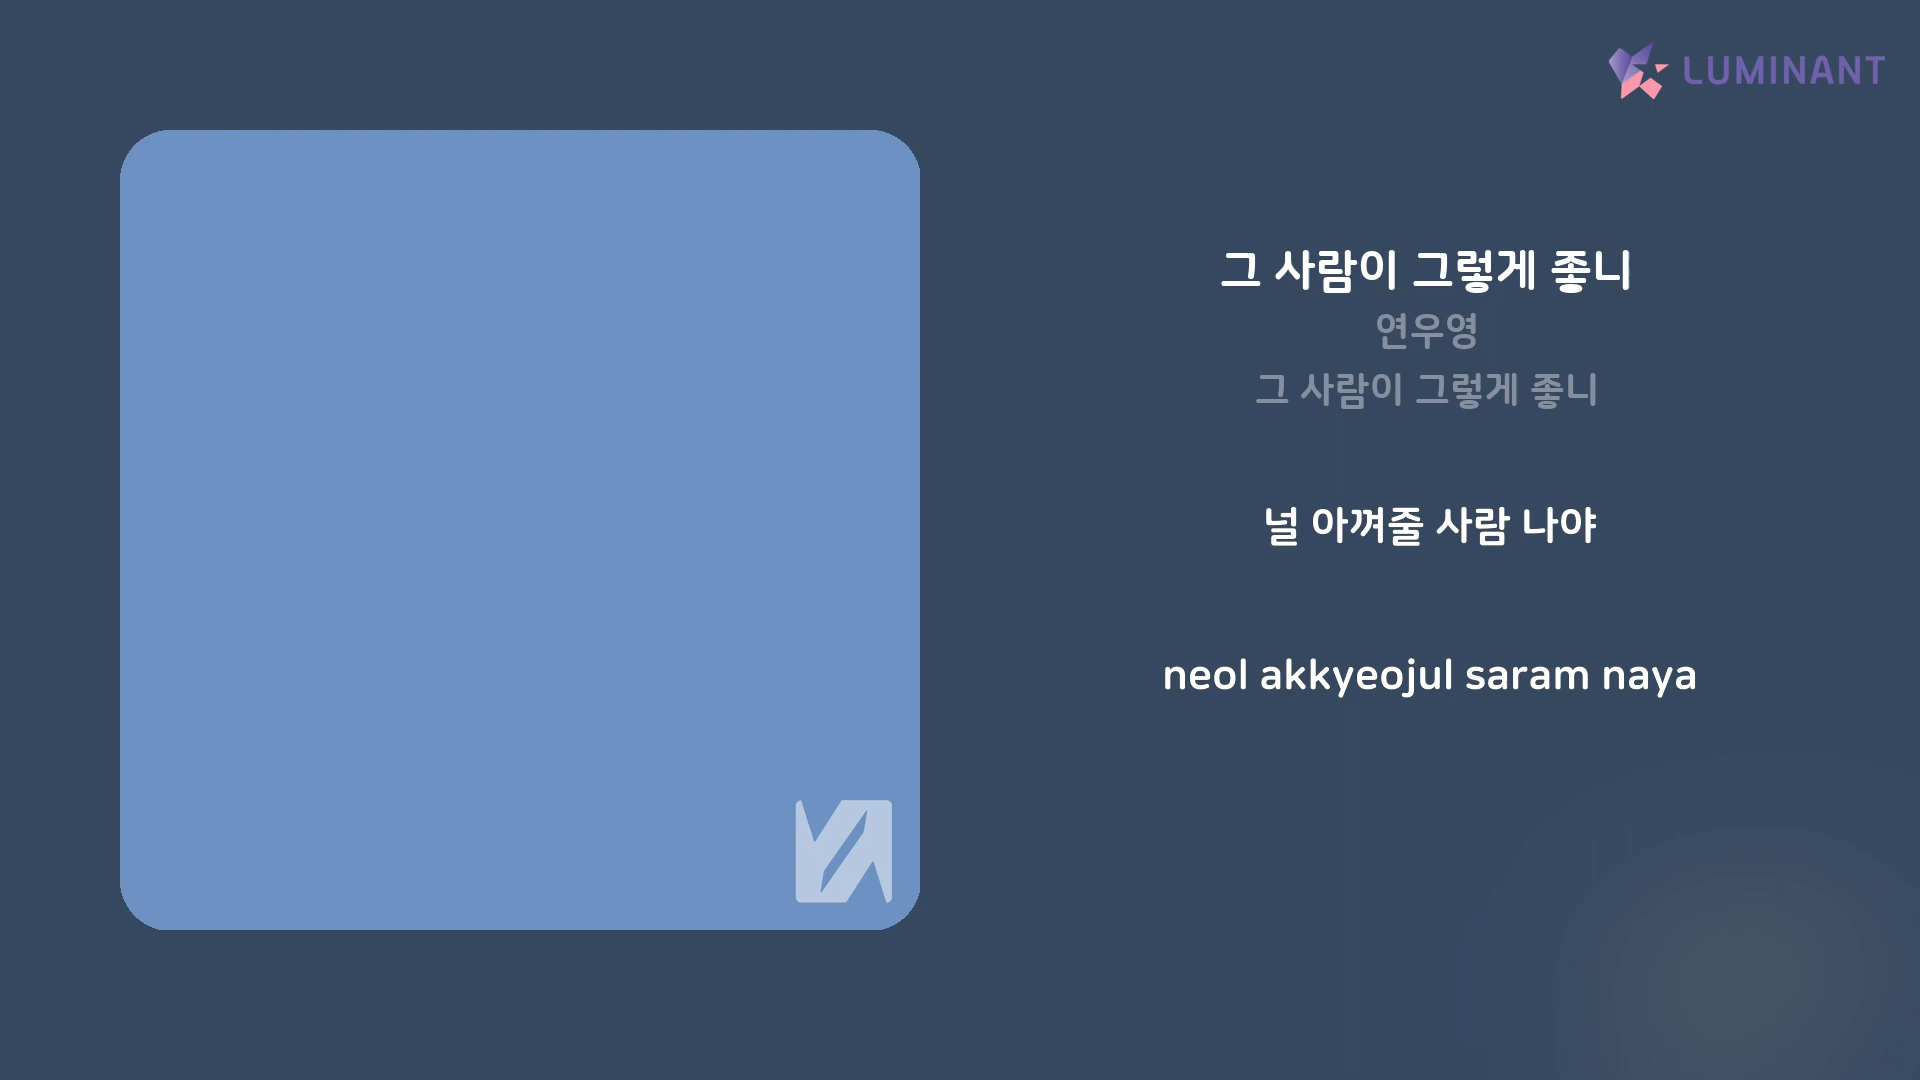 LUMINANT
그 사람이 그렇게 좋니
연우영
그 사람이 그렇게 좋니
널 아껴줄 사람 나야
neol akkyeojul saram naya